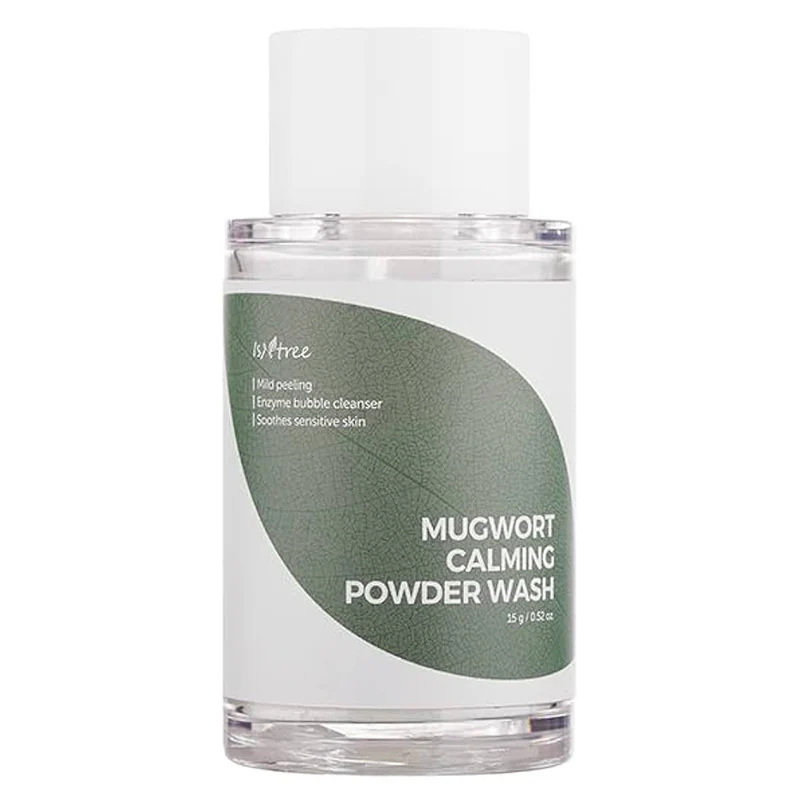 Isntree
Mild peeling
Enzyme bubble cleanser
Soothes sensitive skin
MUGWORT
CALMING
POWDER WASH
15 g / 0.52 oz